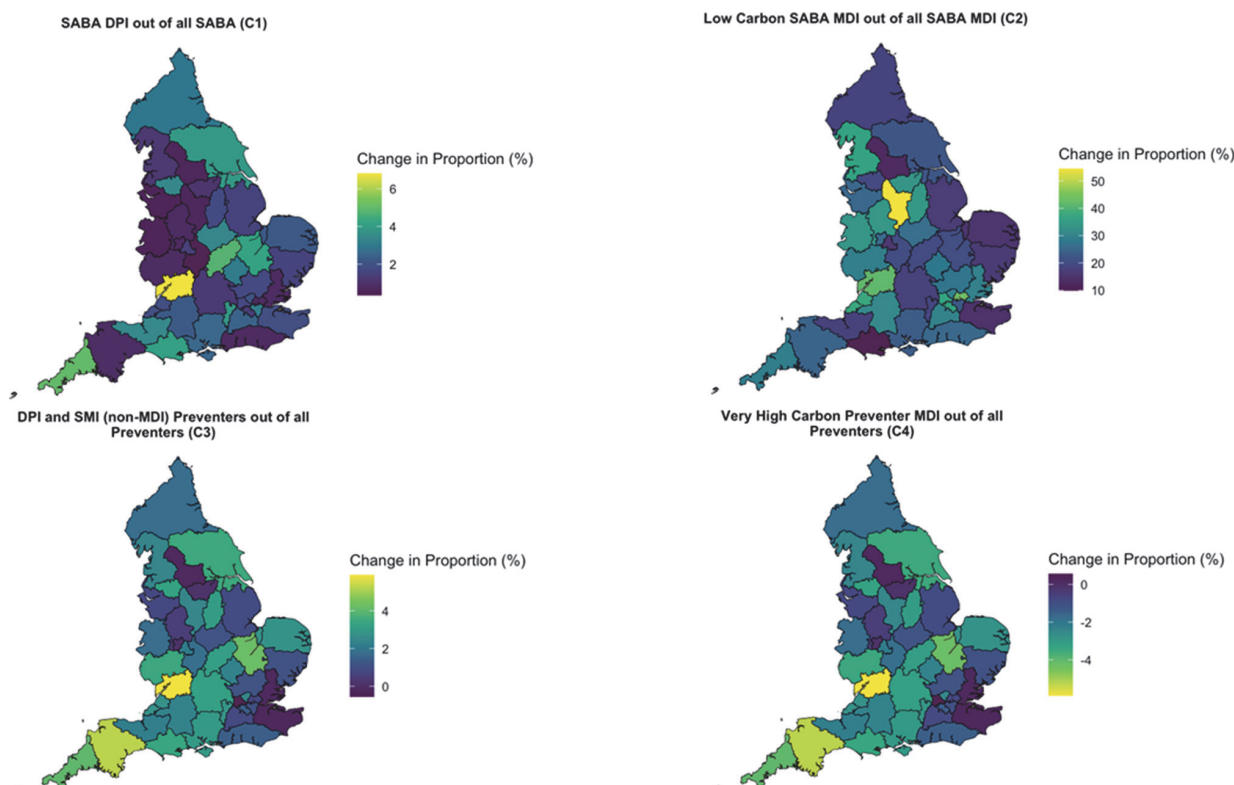 SABA DPI out of all SABA (C1)
Change in Proportion (%)
6
4
2
Low Carbon SABA MDI out of all SABA MDI (C2)
Change in Proportion (%)
50
40
30
20
10
DPI and SMI (non-MDI) Preventers out of all
Preventers (C3)
Change in Proportion (%)
4
2
0
Very High Carbon Preventer MDI out of all
Preventers (C4)
Change in Proportion (%)
0
-2
-4